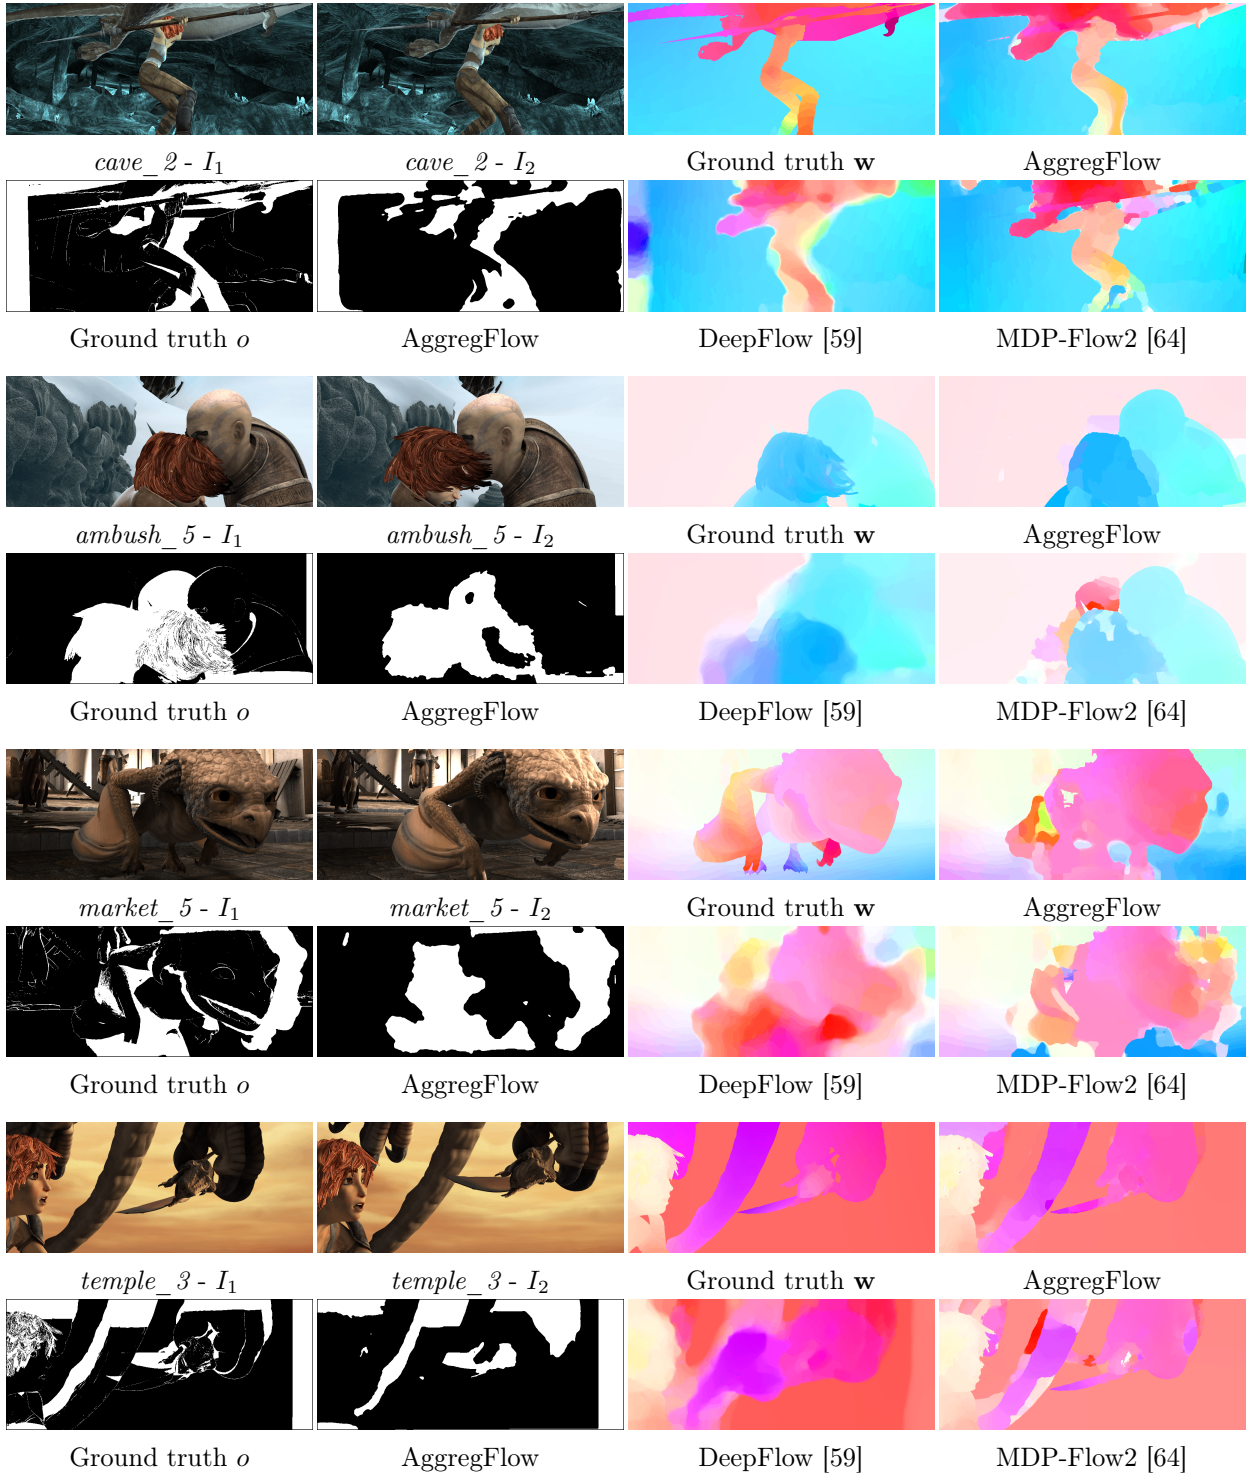 cave_2 - I₁ cave_2 - I₂ Ground truth w AggregFlow
Ground truth o AggregFlow DeepFlow [59] MDP-Flow2 [64]
ambush_5 - I₁ ambush_5 - I₂ Ground truth w AggregFlow
Ground truth o AggregFlow DeepFlow [59] MDP-Flow2 [64]
market_5 - I₁ market_5 - I₂ Ground truth w AggregFlow
Ground truth o AggregFlow DeepFlow [59] MDP-Flow2 [64]
temple_3 - I₁ temple_3 - I₂ Ground truth w AggregFlow
Ground truth o AggregFlow DeepFlow [59] MDP-Flow2 [64]